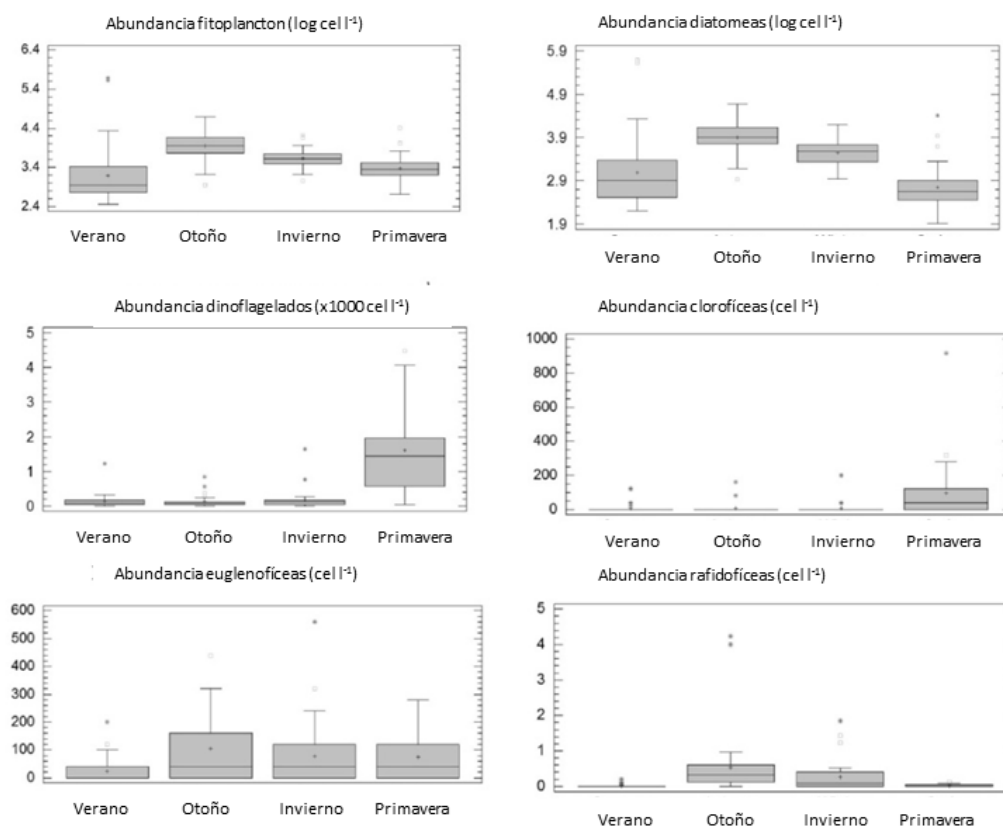 Abundancia fitoplancton (log cell l⁻¹)
6.4
5.4
4.4
3.4
2.4
Verano Otoño Invierno Primavera
Abundancia diatomeas (log cell l⁻¹)
5.9
4.9
3.9
2.9
1.9
Verano Otoño Invierno Primavera
Abundancia dinoflagelados (x1000 cel l⁻¹)
5
4
3
2
1
0
Verano Otoño Invierno Primavera
Abundancia clorofíceas (cel l⁻¹)
1000
800
600
400
200
0
Verano Otoño Invierno Primavera
Abundancia euglenofíceas (cel l⁻¹)
600
500
400
300
200
100
0
Verano Otoño Invierno Primavera
Abundancia rafidofíceas (cel l⁻¹)
5
4
3
2
1
0
Verano Otoño Invierno Primavera